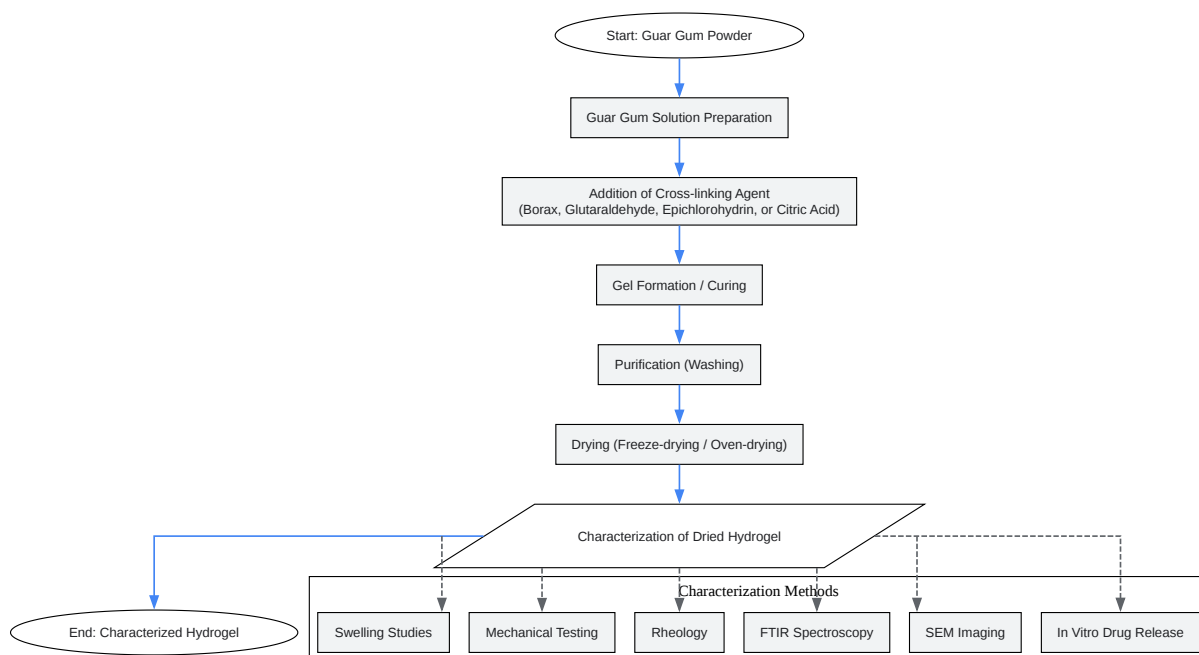 Start: Guar Gum Powder
Guar Gum Solution Preparation
Addition of Cross-linking Agent
(Borax, Glutaraldehyde, Epichlorohydrin, or Citric Acid)
Gel Formation / Curing
Purification (Washing)
Drying (Freeze-drying / Oven-drying)
Characterization of Dried Hydrogel
Characterization Methods
End: Characterized Hydrogel
Swelling Studies
Mechanical Testing
Rheology
FTIR Spectroscopy
SEM Imaging
In Vitro Drug Release